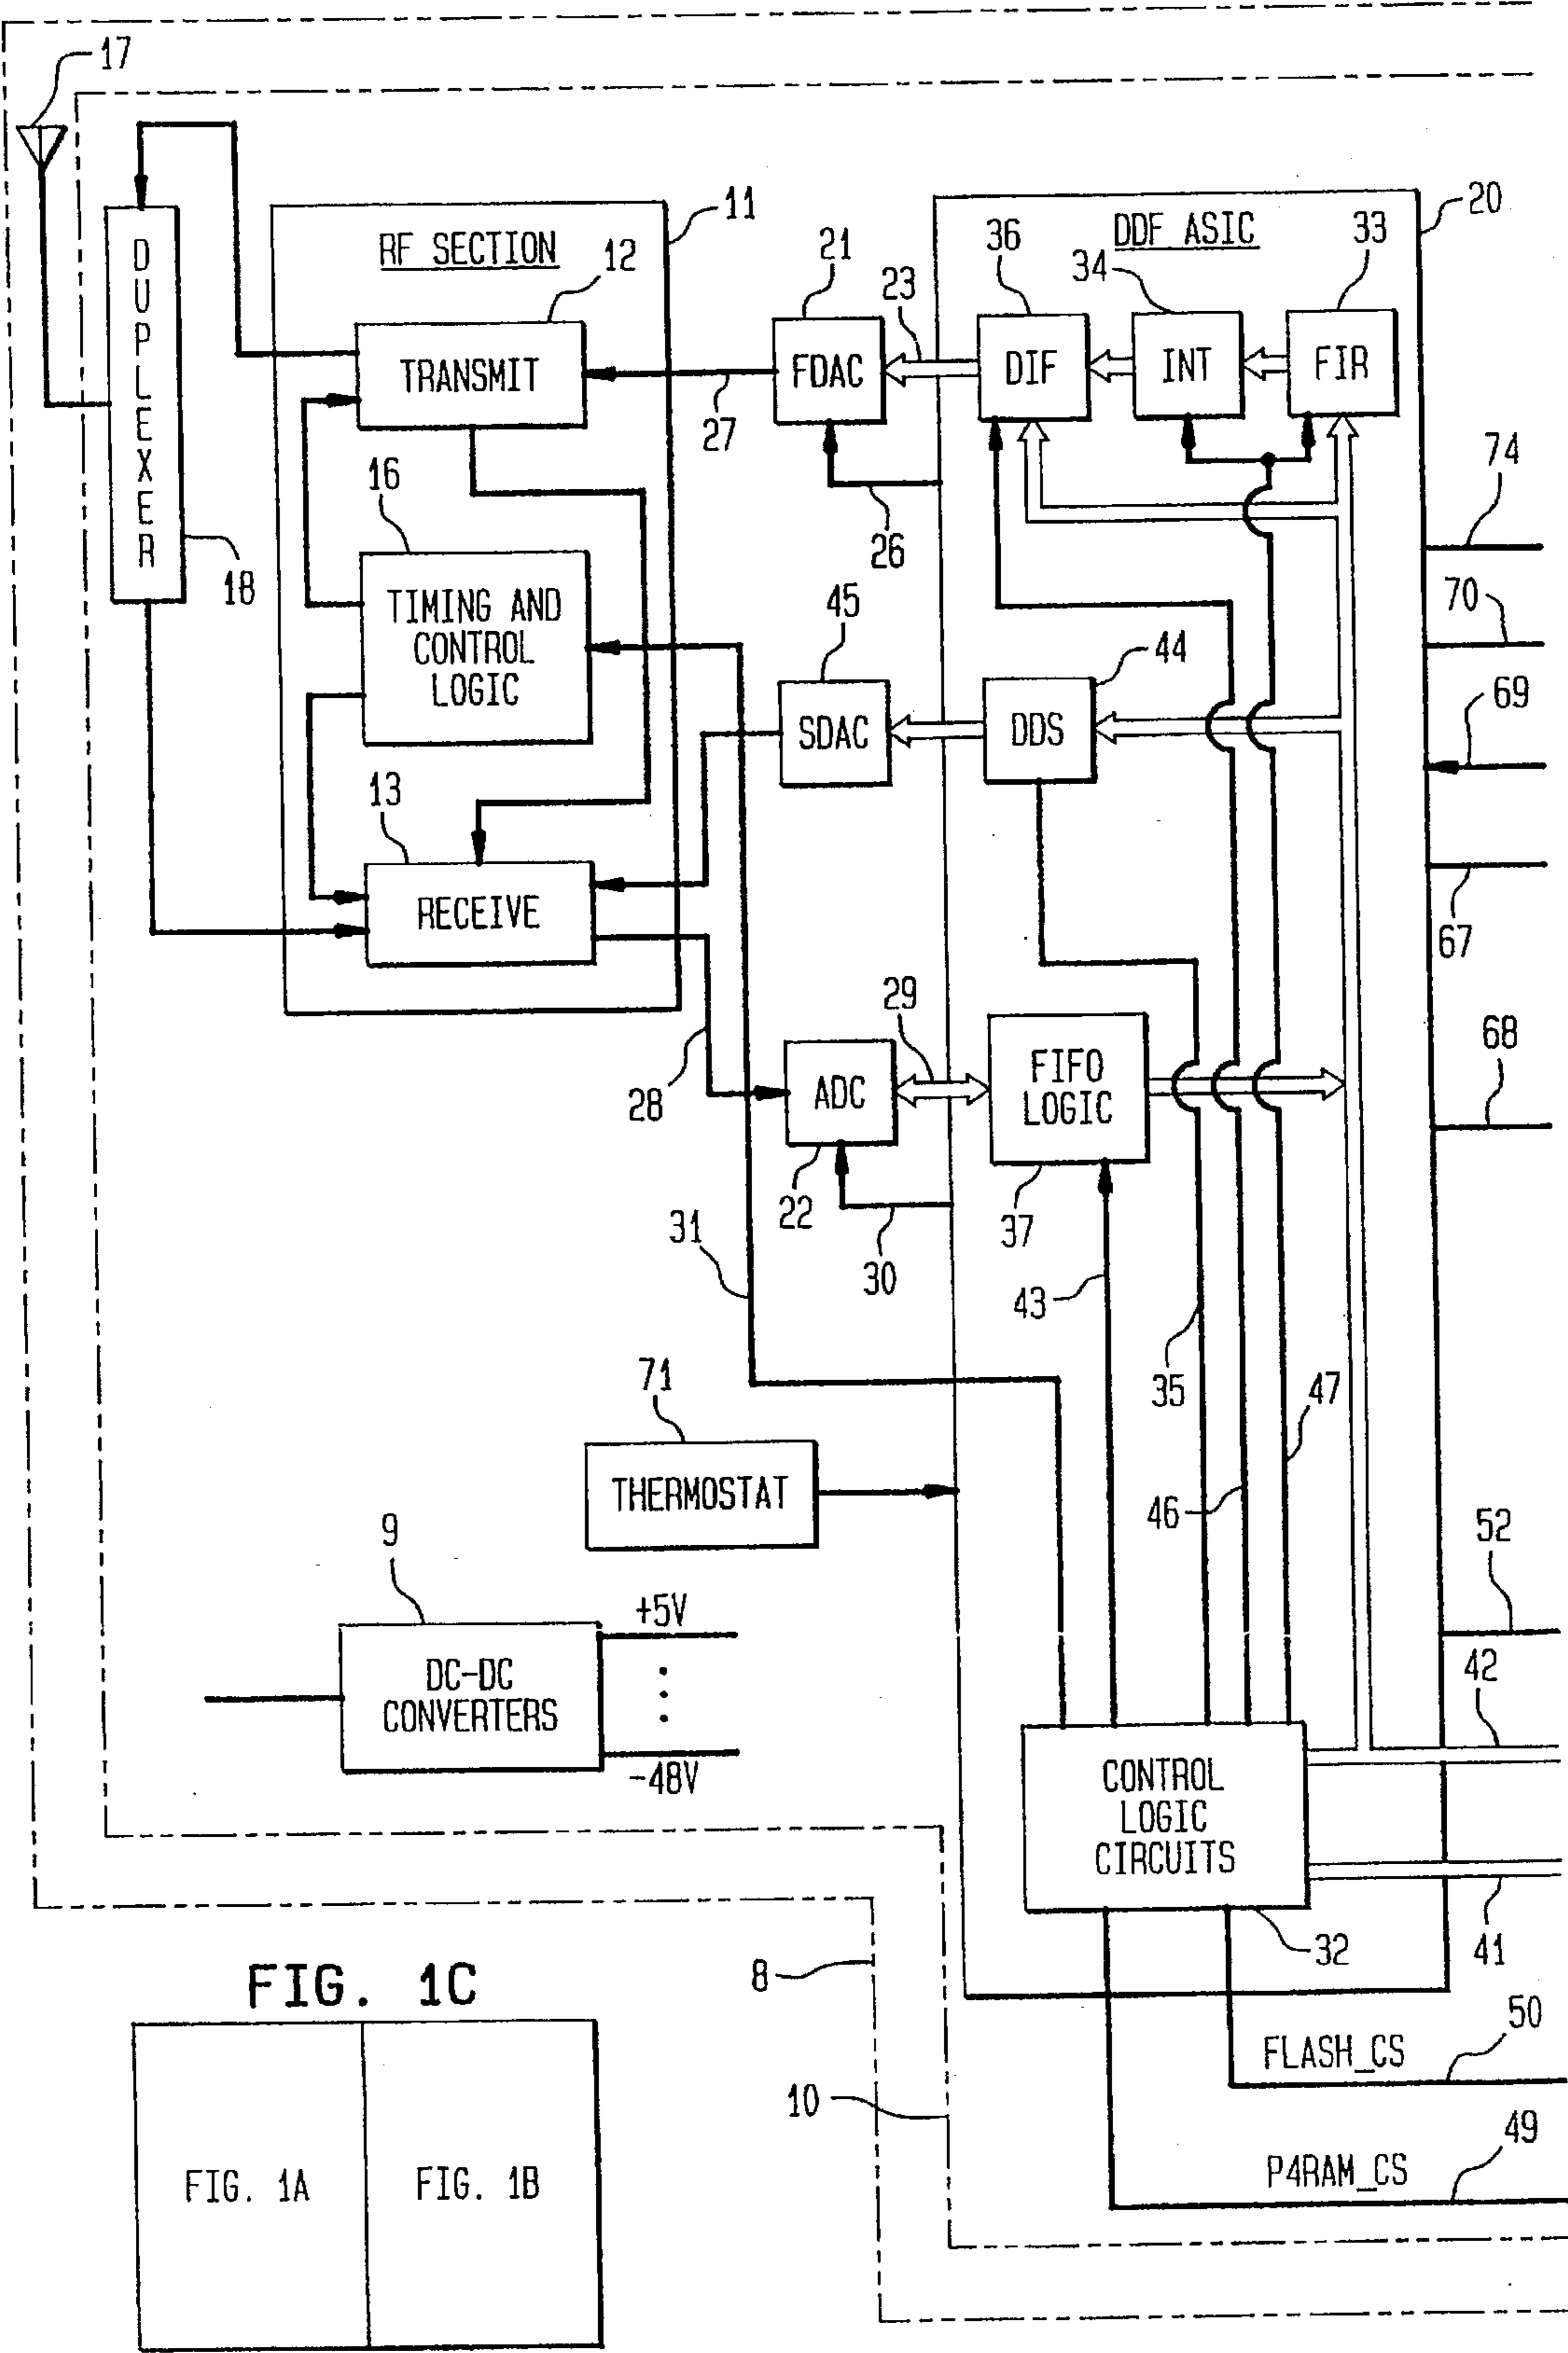 17
11
RF SECTION
12
TRANSMIT
D
U
P
L
E
X
E
R
18
16
TIMING AND
CONTROL
LOGIC
13
RECEIVE
21
FDAC
23
27
26
20
DDF ASIC
36
DIF
34
INT
33
FIR
74
70
69
67
68
45
SDAC
44
DDS
29
28
ADC
22
30
FIFO
LOGIC
37
31
43
35
47
46
71
THERMOSTAT
9
DC-DC
CONVERTERS
+5V
-48V
52
42
CONTROL
LOGIC
CIRCUITS
32
41
8
10
FLASH_CS
50
P4RAM_CS
49
FIG. 1C
FIG. 1A
FIG. 1B